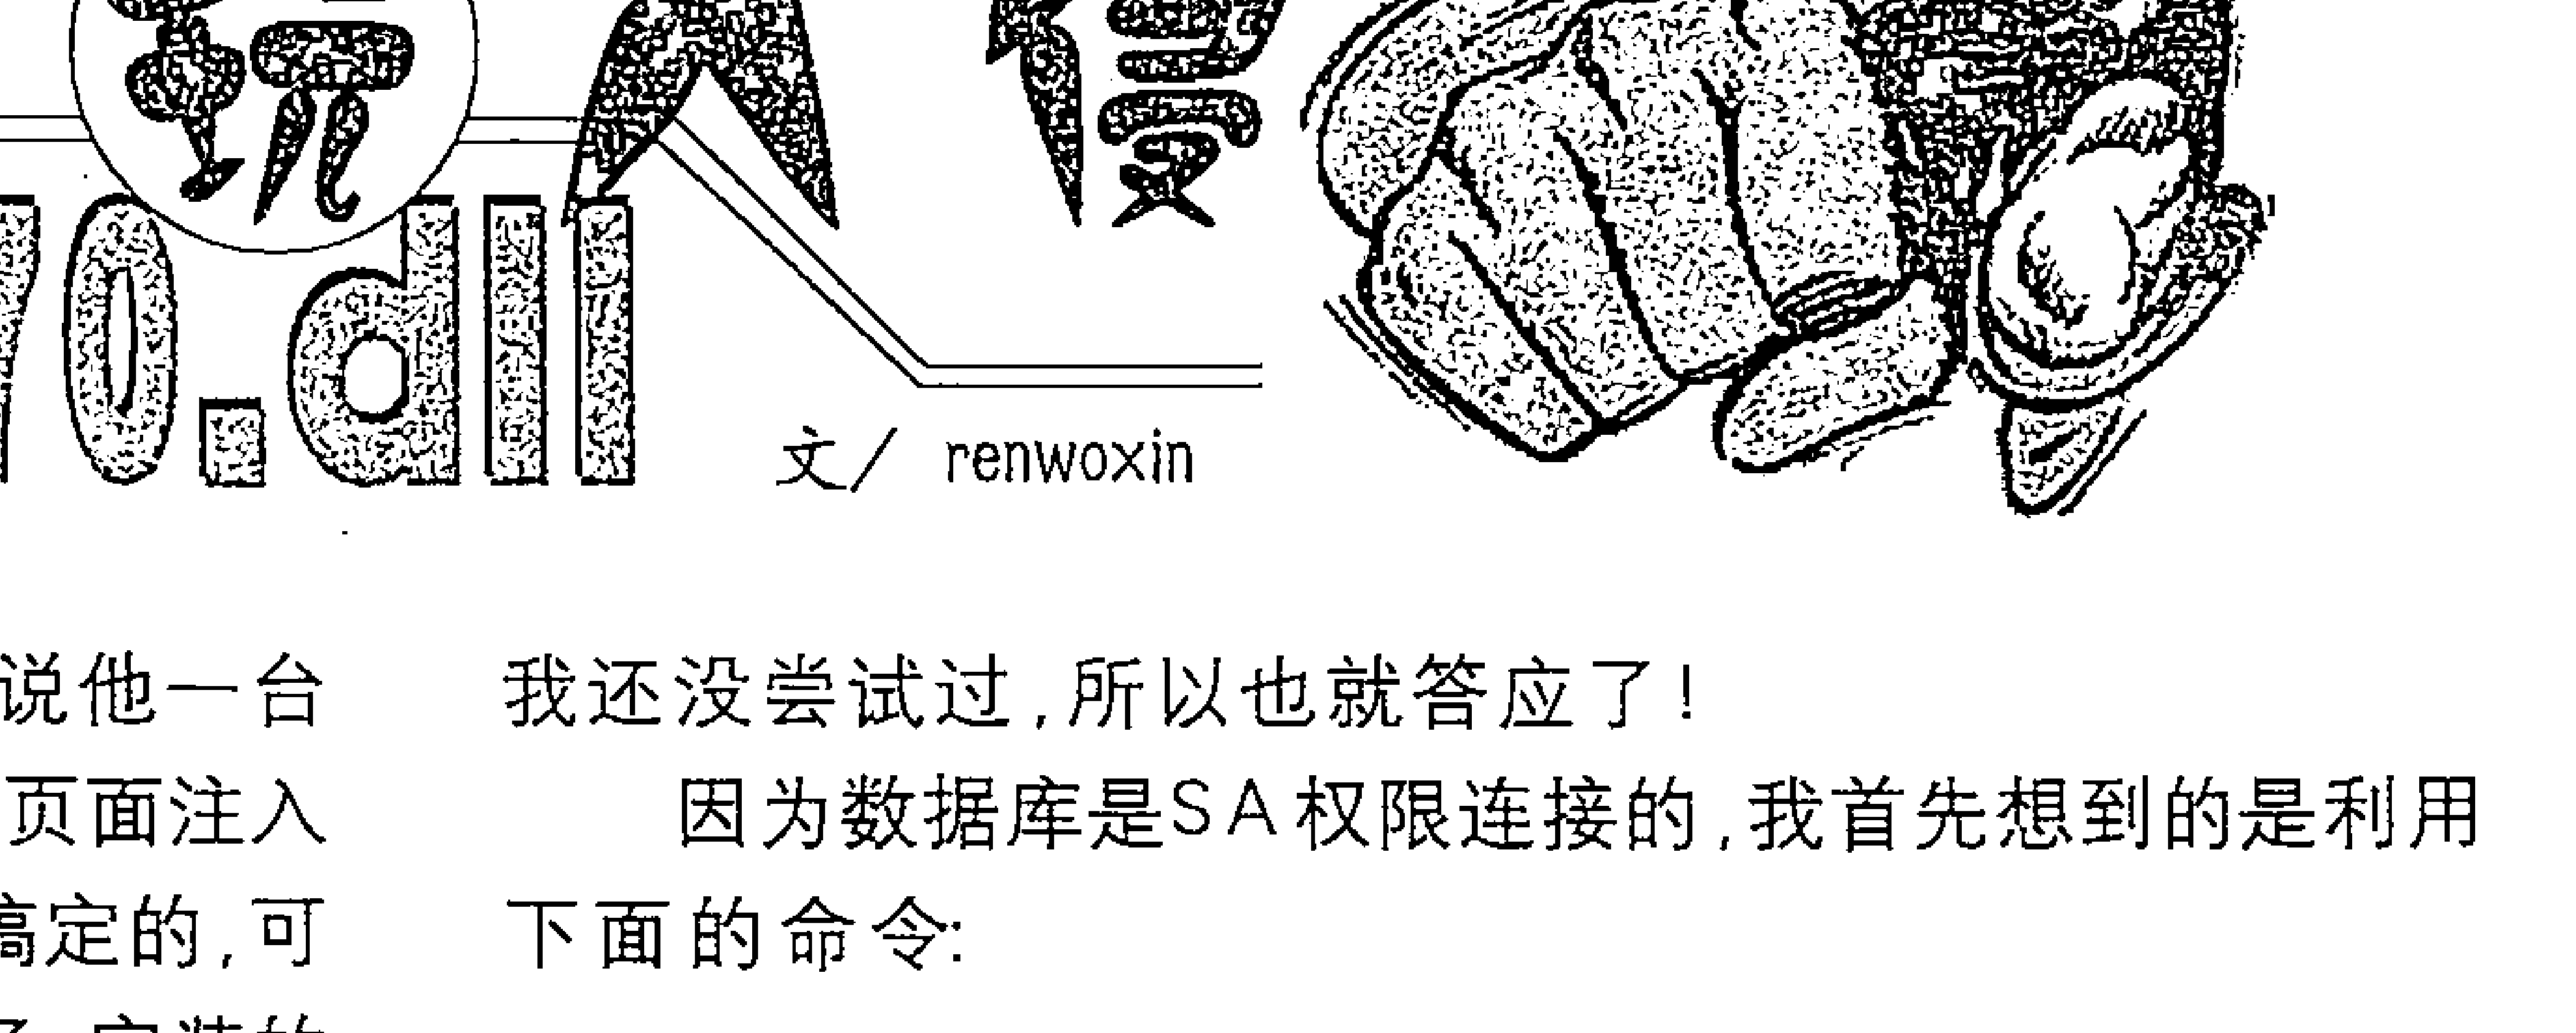 0.dll
文/ renwoxin
说他一台
页面注入
搞定的,可
我还没尝试过,所以也就答应了!
因为数据库是SA权限连接的,我首先想到的是利用
下面的命令: